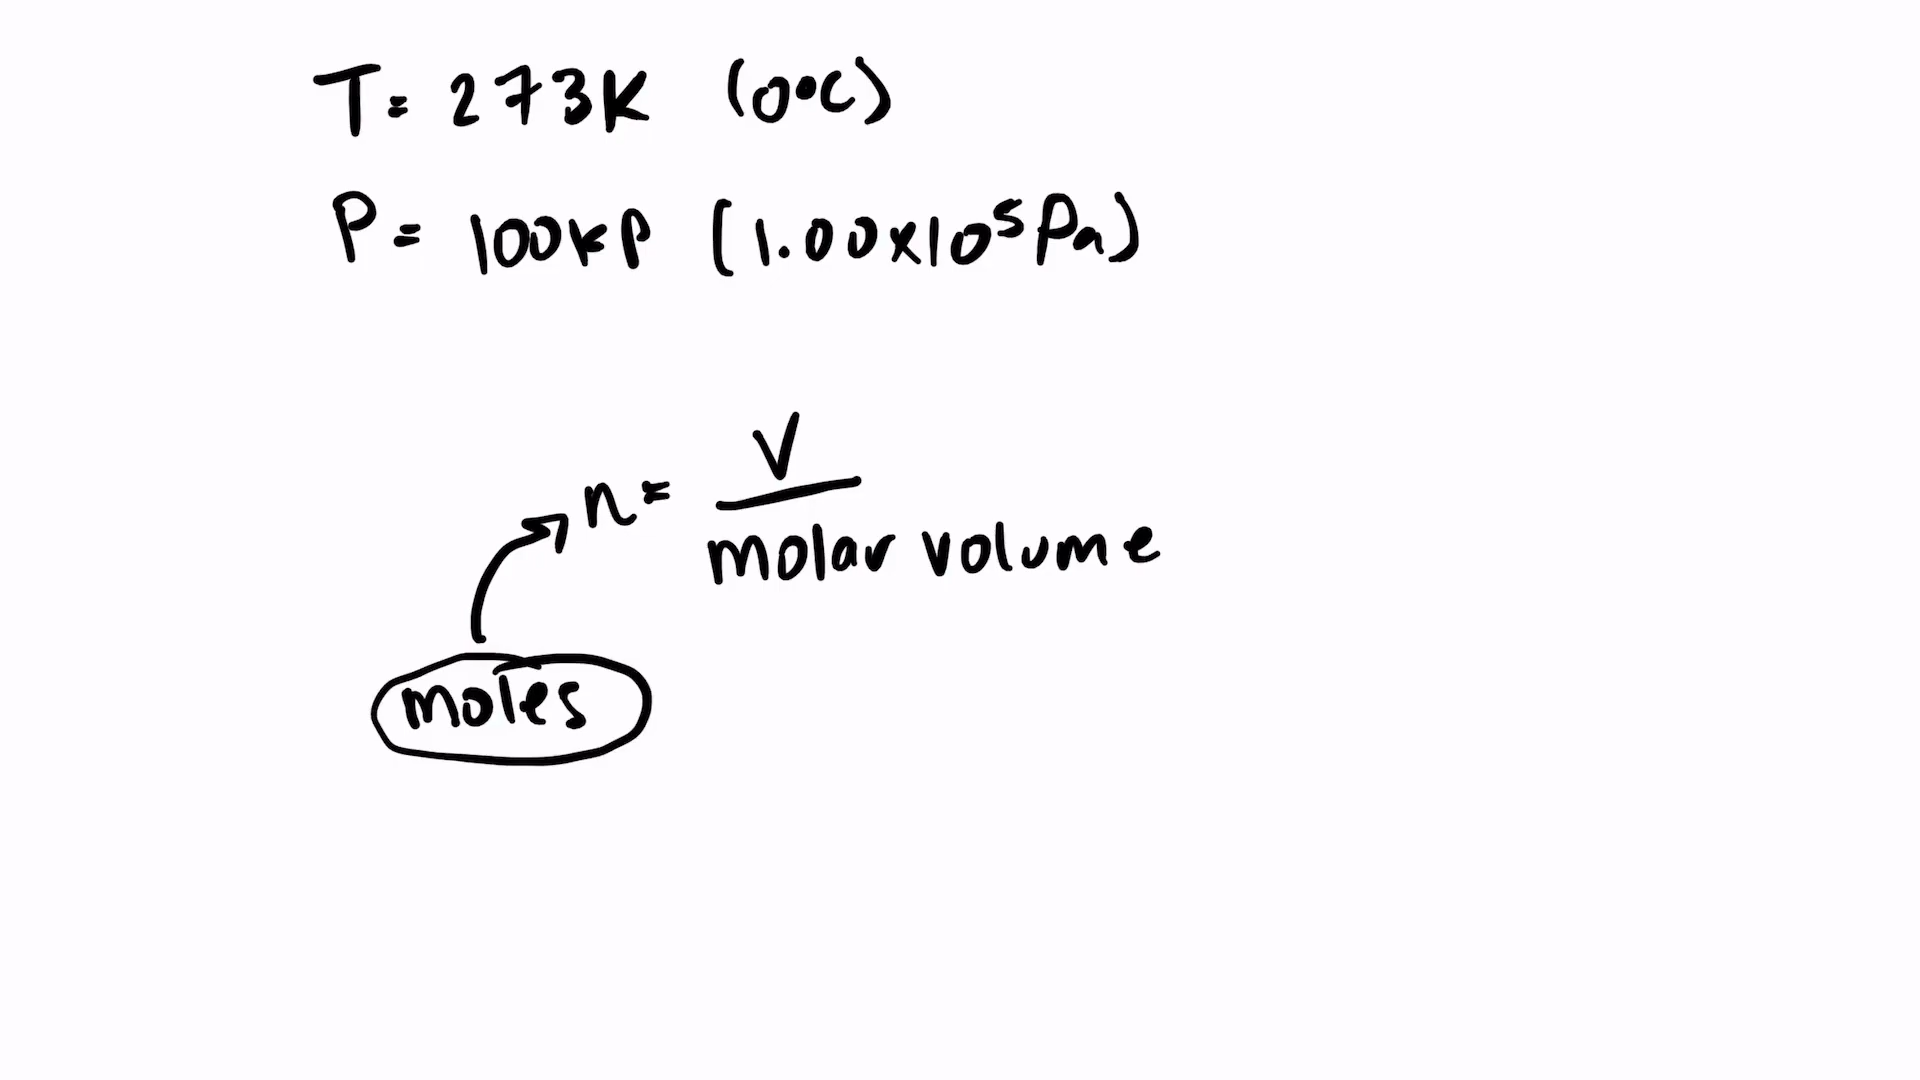 T= 273K (0°C)
P= 100KP (1.00x10⁵Pa)
n= V
molar volume
moles